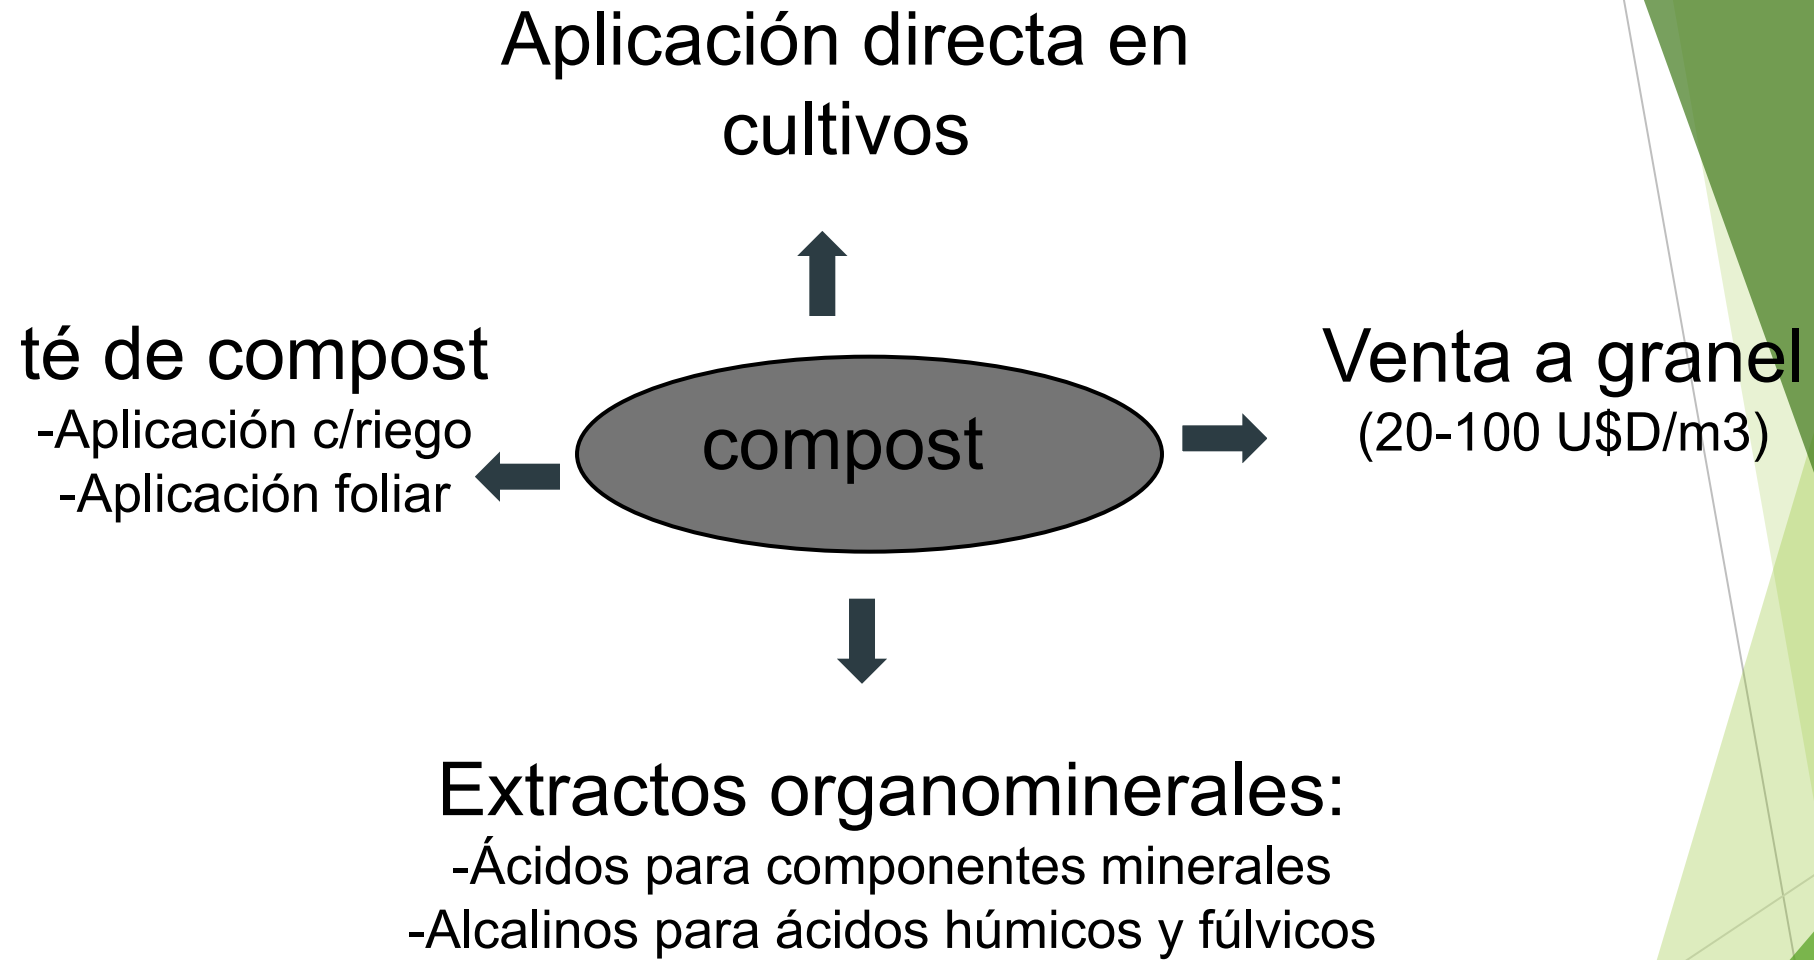 Aplicación directa en
cultivos
té de compost
-Aplicación c/riego
-Aplicación foliar
compost
Venta a granel
(20-100 U$D/m3)
Extractos organominerales:
-Ácidos para componentes minerales
-Alcalinos para ácidos húmicos y fúlvicos